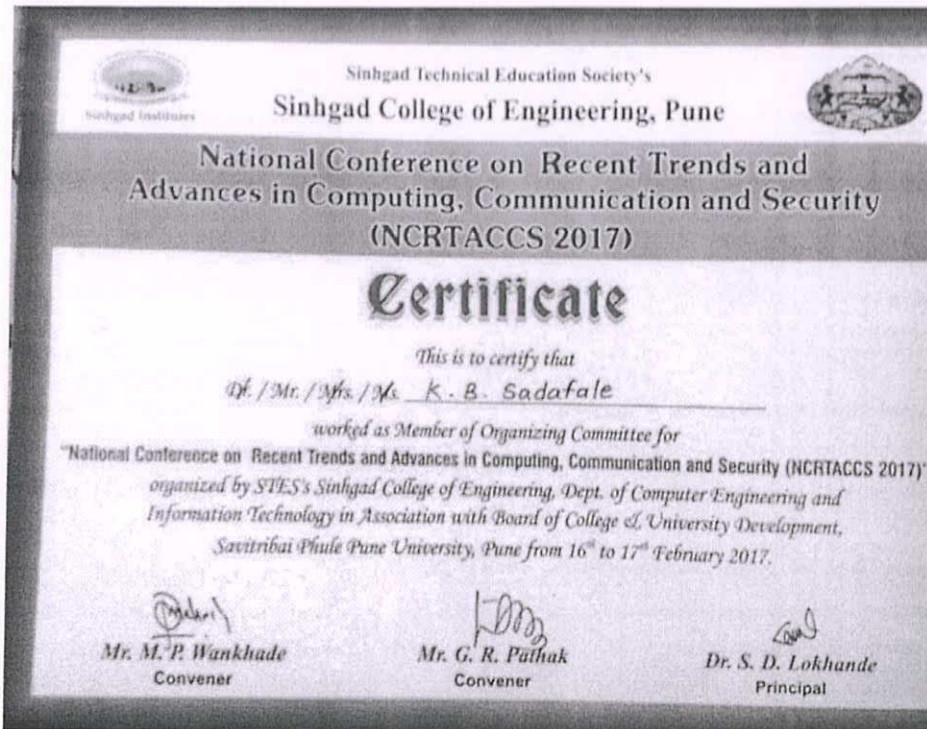 Sinhgad Institutes
Sinhgad Technical Education Society's
Sinhgad College of Engineering, Pune
National Conference on Recent Trends and
Advances in Computing, Communication and Security
(NCRTACCS 2017)
Certificate
This is to certify that
Dr. / Mr. / Mrs. / Ms. K. B. Sadafale
worked as Member of Organizing Committee for
"National Conference on Recent Trends and Advances in Computing, Communication and Security (NCRTACCS 2017)"
organized by STES's Sinhgad College of Engineering, Dept. of Computer Engineering and
Information Technology in Association with Board of College & University Development,
Savitribai Phule Pune University, Pune from 16th to 17th February 2017.
Mr. M. P. Wankhade
Convener
Mr. G. R. Pathak
Convener
Dr. S. D. Lokhande
Principal